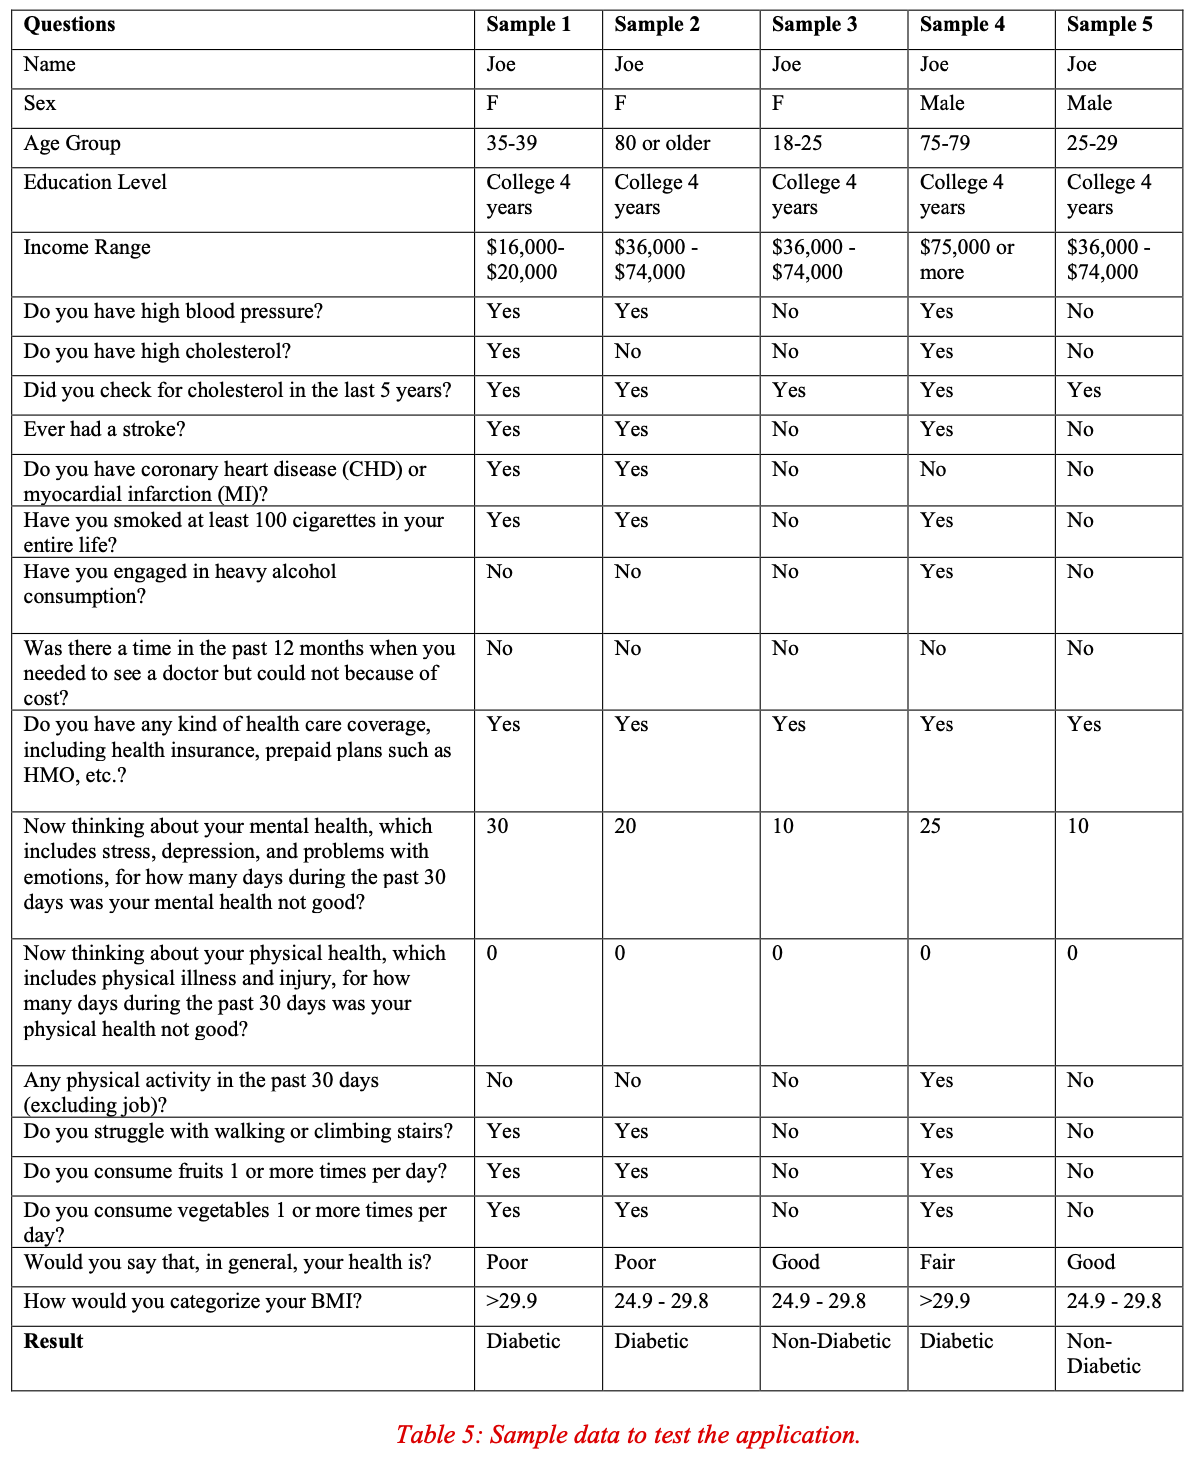 Questions Sample 1 Sample 2 Sample 3 Sample 4 Sample 5
Name Joe Joe Joe Joe Joe
Sex F F F Male Male
Age Group 35-39 80 or older 18-25 75-79 25-29
Education Level College 4 College 4 College 4 College 4 College 4
years years years years years
Income Range $16,000- $36,000 - $36,000 - $75,000 or $36,000 -
$20,000 $74,000 $74,000 more $74,000
Do you have high blood pressure? Yes Yes No Yes No
Do you have high cholesterol? Yes No No Yes No
Did you check for cholesterol in the last 5 years? Yes Yes Yes Yes Yes
Ever had a stroke? Yes Yes No Yes No
Do you have coronary heart disease (CHD) or Yes Yes No No No
myocardial infarction (MI)?
Have you smoked at least 100 cigarettes in your Yes Yes No Yes No
entire life?
Have you engaged in heavy alcohol No No No Yes No
consumption?
Was there a time in the past 12 months when you No No No No No
needed to see a doctor but could not because of
cost?
Do you have any kind of health care coverage, Yes Yes Yes Yes Yes
including health insurance, prepaid plans such as
HMO, etc.?
Now thinking about your mental health, which 30 20 10 25 10
includes stress, depression, and problems with
emotions, for how many days during the past 30
days was your mental health not good?
Now thinking about your physical health, which 0 0 0 0 0
includes physical illness and injury, for how
many days during the past 30 days was your
physical health not good?
Any physical activity in the past 30 days No No No Yes No
(excluding job)?
Do you struggle with walking or climbing stairs? Yes Yes No Yes No
Do you consume fruits 1 or more times per day? Yes Yes No Yes No
Do you consume vegetables 1 or more times per Yes Yes No Yes No
day?
Would you say that, in general, your health is? Poor Poor Good Fair Good
How would you categorize your BMI? >29.9 24.9 - 29.8 24.9 - 29.8 >29.9 24.9 - 29.8
Result Diabetic Diabetic Non-Diabetic Diabetic Non-
Diabetic
Table 5: Sample data to test the application.